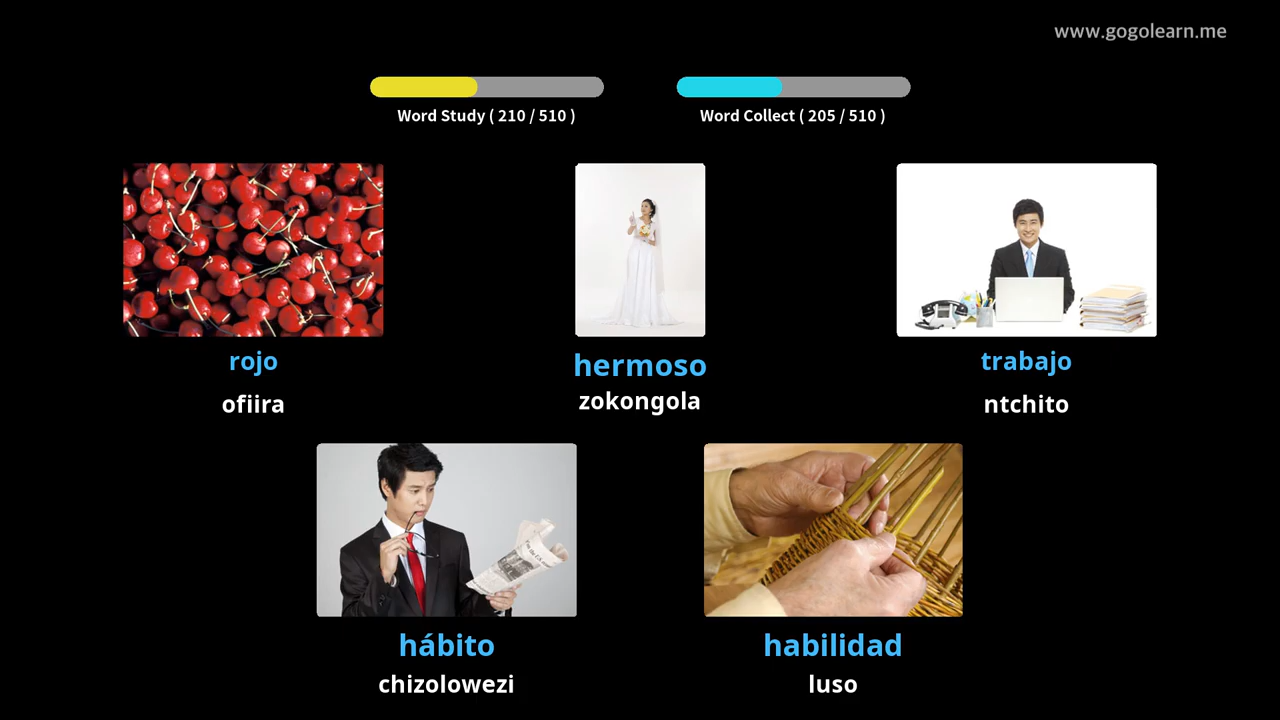 www.gogolearn.me
Word Study ( 210 / 510 )
Word Collect ( 205 / 510 )
rojo
ofiira
hermoso
zokongola
trabajo
ntchito
hábito
chizolowezi
habilidad
luso